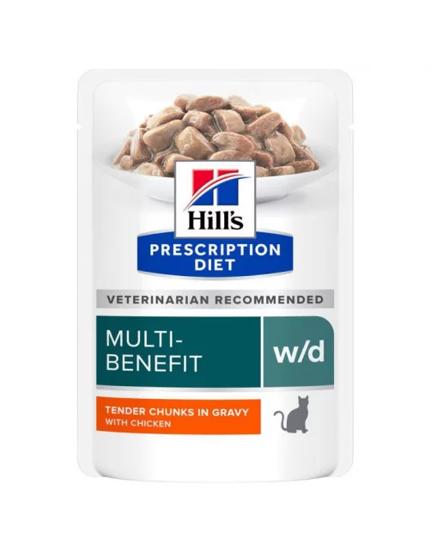 Hill's
PRESCRIPTION
DIET
VETERINARIAN RECOMMENDED
MULTI-
BENEFIT
w/d
TENDER CHUNKS IN GRAVY
WITH CHICKEN